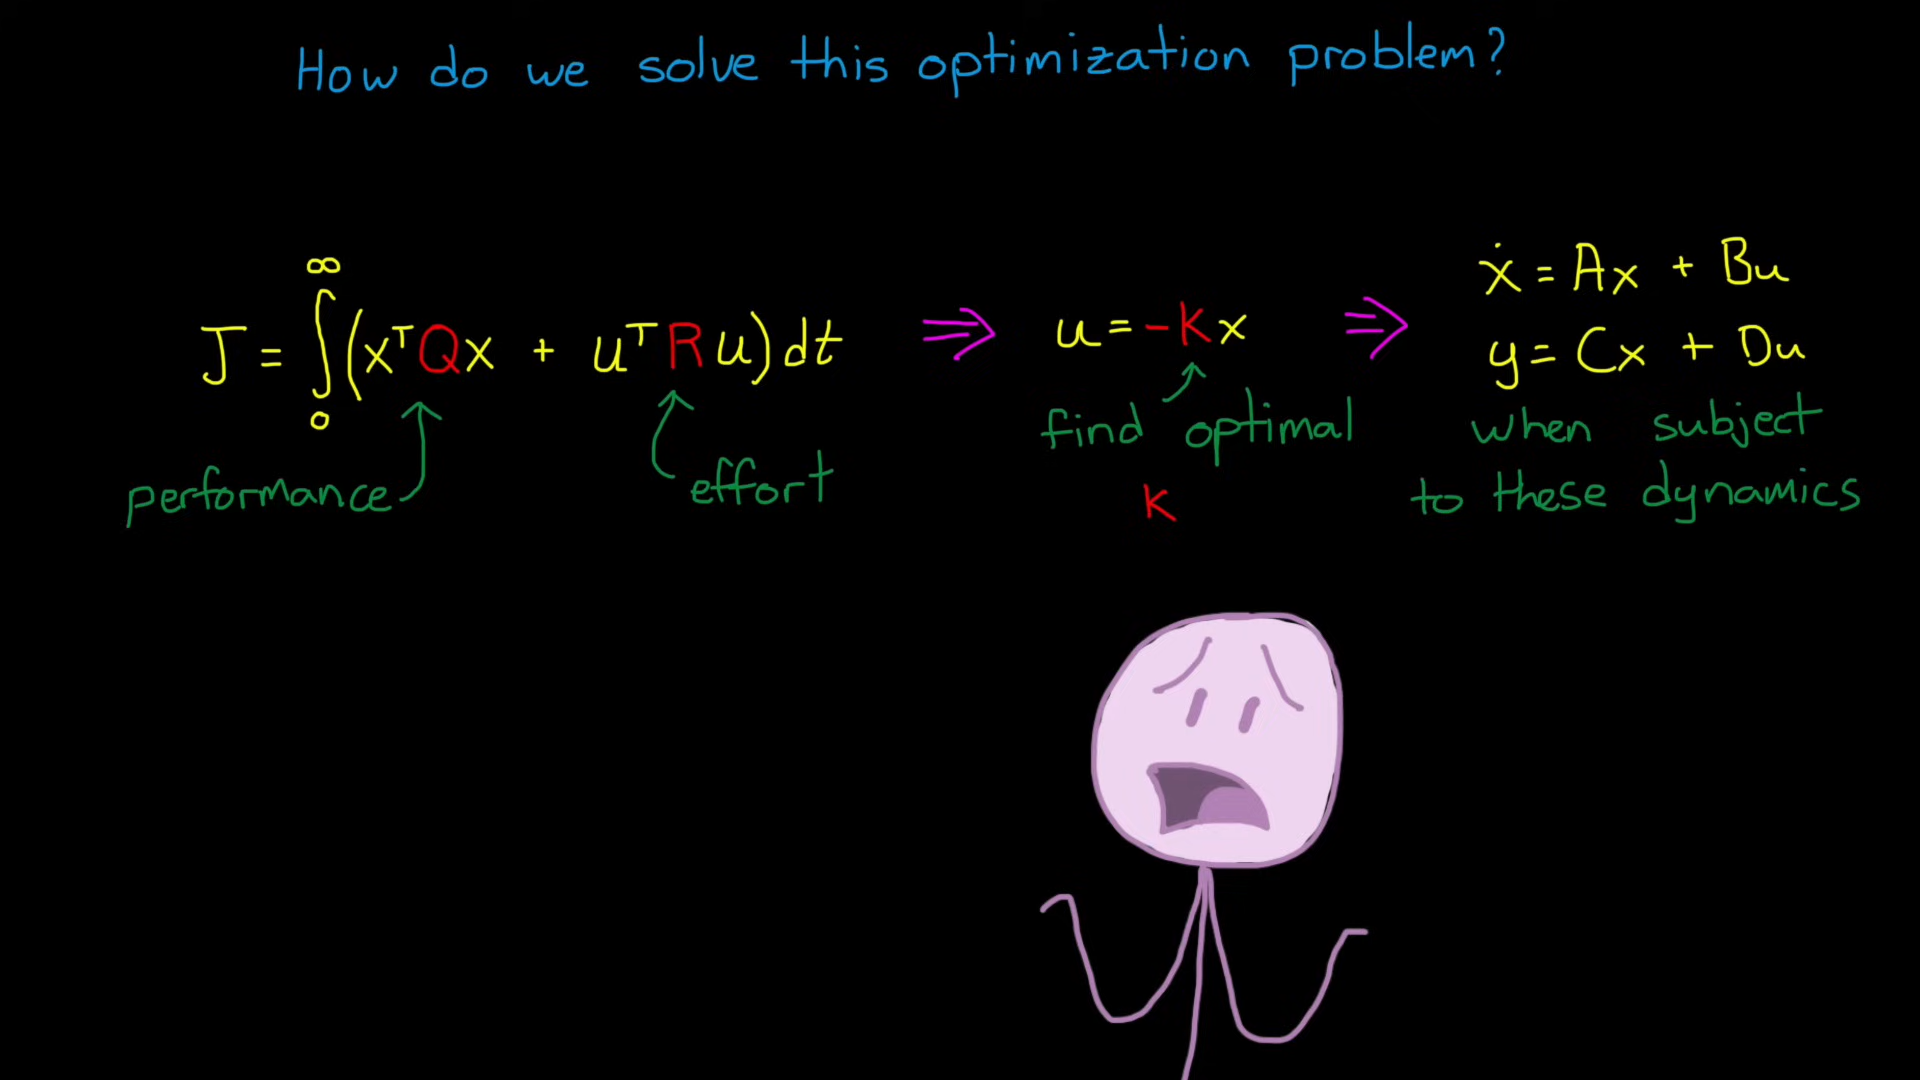 How do we solve this optimization problem?
J = ∫₀^∞ (xᵀQx + uᵀRu) dt ⇒ u = -Kx ⇒ ẋ = Ax + Bu
y = Cx + Du
performance effort
find optimal K
when subject
to these dynamics